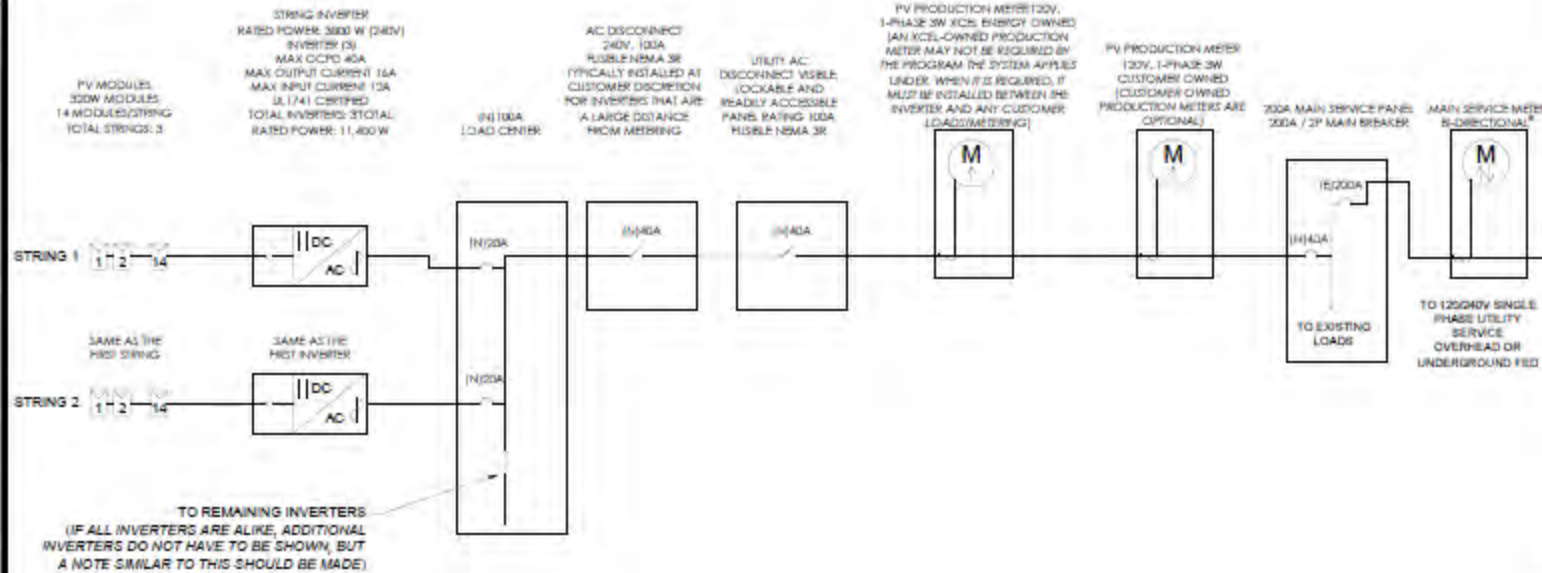 PV MODULES
320W MODULES
14 MODULES/STRING
TOTAL STRINGS: 3
STRING INVERTER
RATED POWER: 3800 W (240V)
INVERTER (3)
MAX OCPD 40A
MAX OUTPUT CURRENT 16A
MAX INPUT CURRENT
UL1741 CERTIFIED
TOTAL INVERTERS: 3 TOTAL
RATED POWER: 11,400 W
(N) 100A
LOAD CENTER
AC DISCONNECT
240V, 100A
FUSIBLE NEMA 3R
(TYPICALLY INSTALLED AT
CUSTOMER DISCRETION
FOR INVERTERS THAT ARE
A LARGE DISTANCE
FROM METERING
UTILITY AC
DISCONNECT VISIBLE,
LOCKABLE AND
READILY ACCESSIBLE
PANEL RATING 100A
FUSIBLE NEMA 3R
PV PRODUCTION METER 120V,
1-PHASE 3W XCEL ENERGY OWNED
(AN XCEL-OWNED PRODUCTION
METER MAY NOT BE REQUIRED BY
THE PROGRAM THE SYSTEM APPLIES
UNDER. WHEN IT IS REQUIRED, IT
MUST BE INSTALLED BETWEEN THE
INVERTER AND ANY CUSTOMER
LOADS/METERING)
PV PRODUCTION METER
120V, 1-PHASE 3W
CUSTOMER OWNED
(CUSTOMER OWNED
PRODUCTION METERS ARE
OPTIONAL)
200A MAIN SERVICE PANEL
200A / 2P MAIN BREAKER
MAIN SERVICE METER
BI-DIRECTIONAL
M
M
M
(E)200A
STRING 1
1
2
14
DC
AC
(N)20A
(N)40A
(N)40A
(N)40A
TO EXISTING
LOADS
TO 120/240V SINGLE
PHASE UTILITY
SERVICE
OVERHEAD OR
UNDERGROUND FED
SAME AS THE
FIRST STRING
SAME AS THE
FIRST INVERTER
STRING 2
1
2
14
DC
AC
(N)20A
TO REMAINING INVERTERS
(IF ALL INVERTERS ARE ALIKE, ADDITIONAL
INVERTERS DO NOT HAVE TO BE SHOWN, BUT
A NOTE SIMILAR TO THIS SHOULD BE MADE)